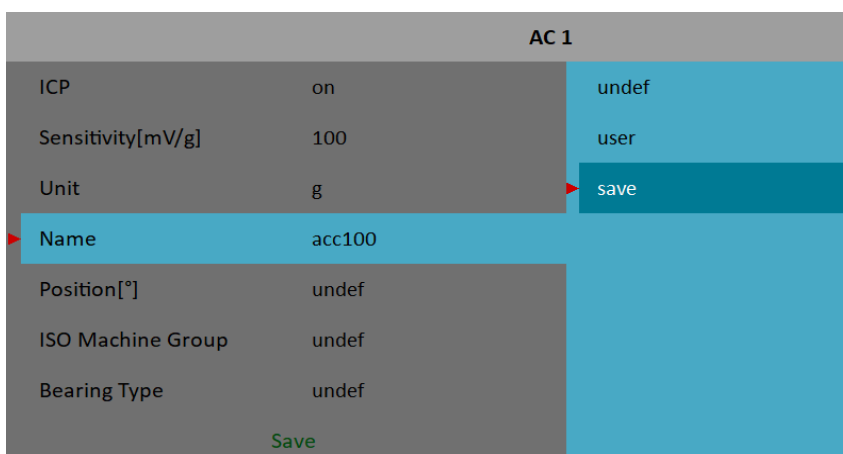 AC 1
ICP on
Sensitivity[mV/g] 100
Unit g
Name acc100
Position[°] undef
ISO Machine Group undef
Bearing Type undef
Save
undef
user
save